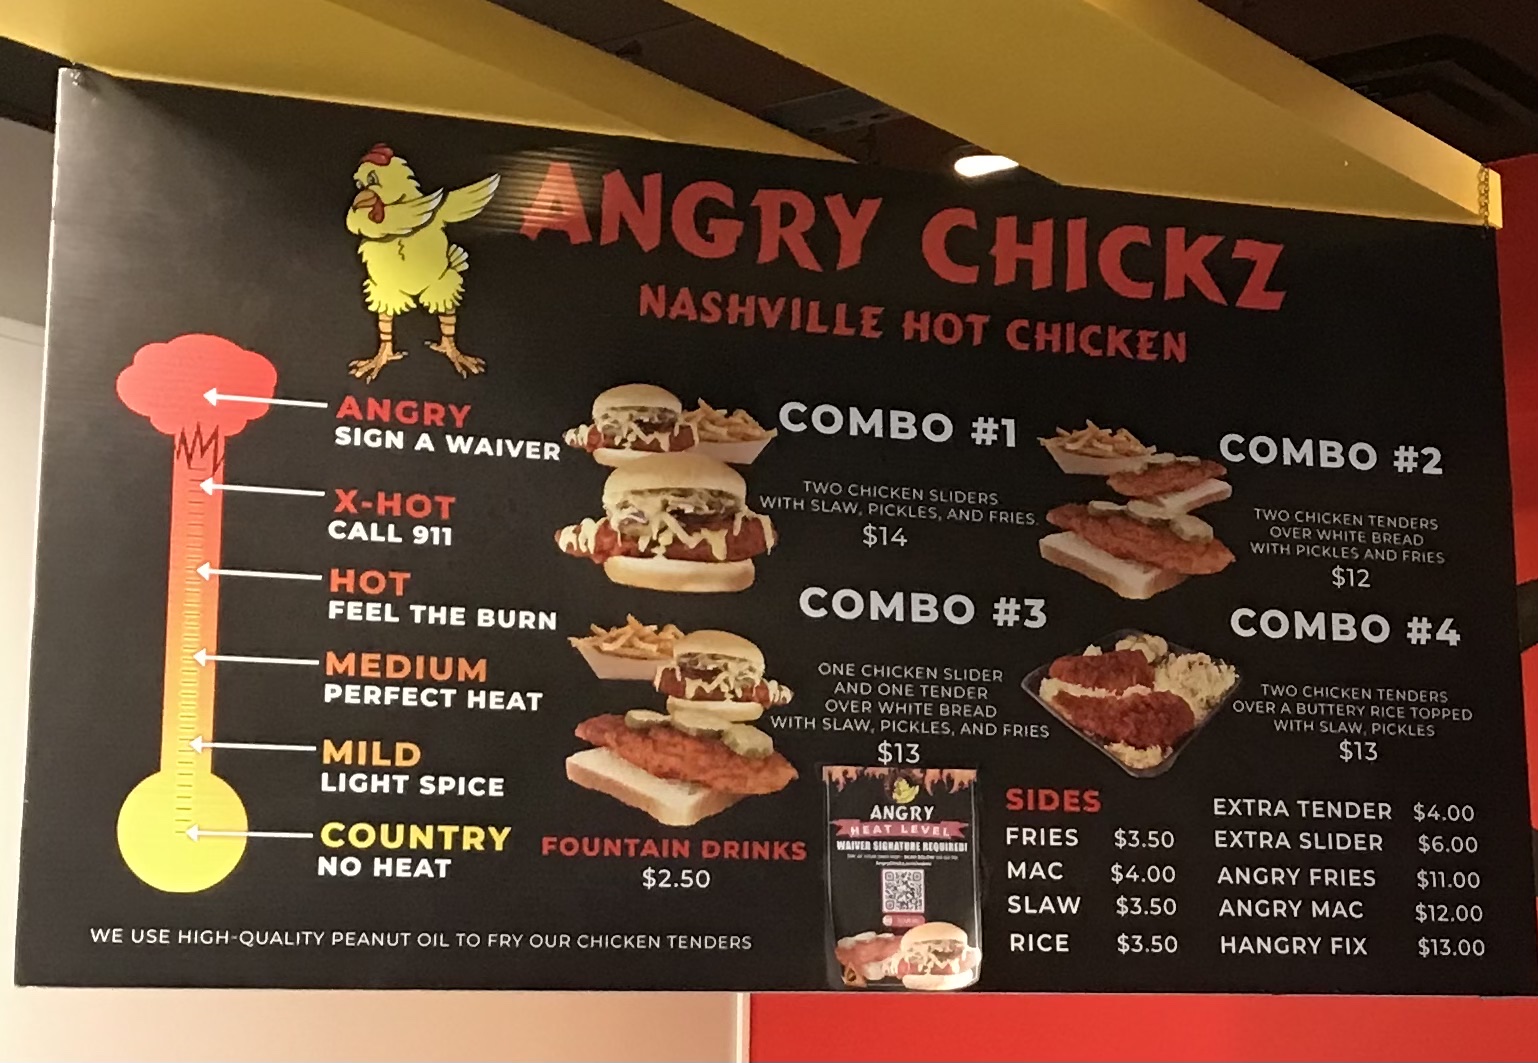 ANGRY CHICKZ
NASHVILLE HOT CHICKEN
ANGRY
SIGN A WAIVER
X-HOT
CALL 911
HOT
FEEL THE BURN
MEDIUM
PERFECT HEAT
MILD
LIGHT SPICE
COUNTRY
NO HEAT
COMBO #1
TWO CHICKEN SLIDERS
WITH SLAW, PICKLES, AND FRIES.
$14
COMBO #2
TWO CHICKEN TENDERS
OVER WHITE BREAD
WITH PICKLES AND FRIES
$12
COMBO #3
ONE CHICKEN SLIDER
AND ONE TENDER
OVER WHITE BREAD
WITH SLAW, PICKLES, AND FRIES
$13
COMBO #4
TWO CHICKEN TENDERS
OVER A BUTTERY RICE TOPPED
WITH SLAW, PICKLES
$13
FOUNTAIN DRINKS
$2.50
ANGRY
HEAT LEVEL
WAIVER SIGNATURE REQUIRED!
SIDES
FRIES $3.50
MAC $4.00
SLAW $3.50
RICE $3.50
EXTRA TENDER $4.00
EXTRA SLIDER $6.00
ANGRY FRIES $11.00
ANGRY MAC $12.00
HANGRY FIX $13.00
WE USE HIGH-QUALITY PEANUT OIL TO FRY OUR CHICKEN TENDERS